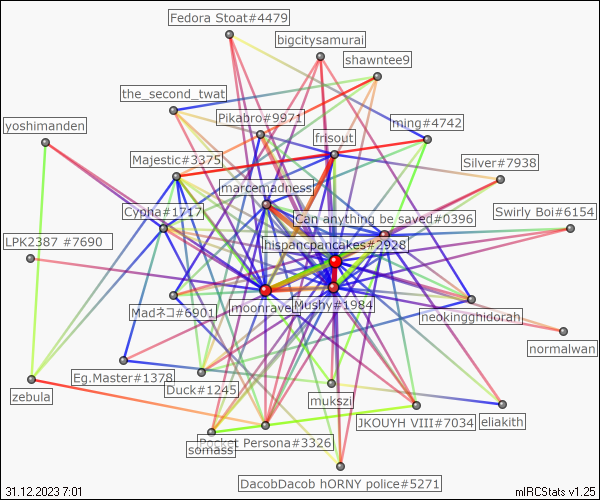 Fedora Stoat#4479
bigcitysamurai
shawntee9
the_second_twat
Pikabro#9971
ming#4742
yoshimanden
frisout
Majestic#3375
Silver#7938
marcemadness
Cypha#1717
Can anything be saved#0396
Swirly Boi#6154
LPK2387 #7690
hispancpancakes#2928
Madネコ#6901
moonravel
Mushy#1984
neokingghidorah
normalwan
Eg.Master#1378
Duck#1245
zebula
mukszi
eliakith
JKOUYH VIII#7034
somass
Pocket Persona#3326
DacobDacob hORNY police#5271
31.12.2023 7:01
mIRCStats v1.25